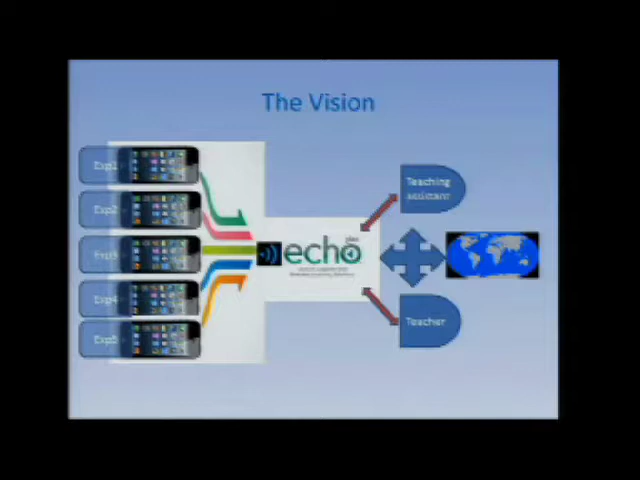 The Vision
Exp1
Exp2
Exp3
Exp4
Exp5
echo
Teaching
assistant
Teacher